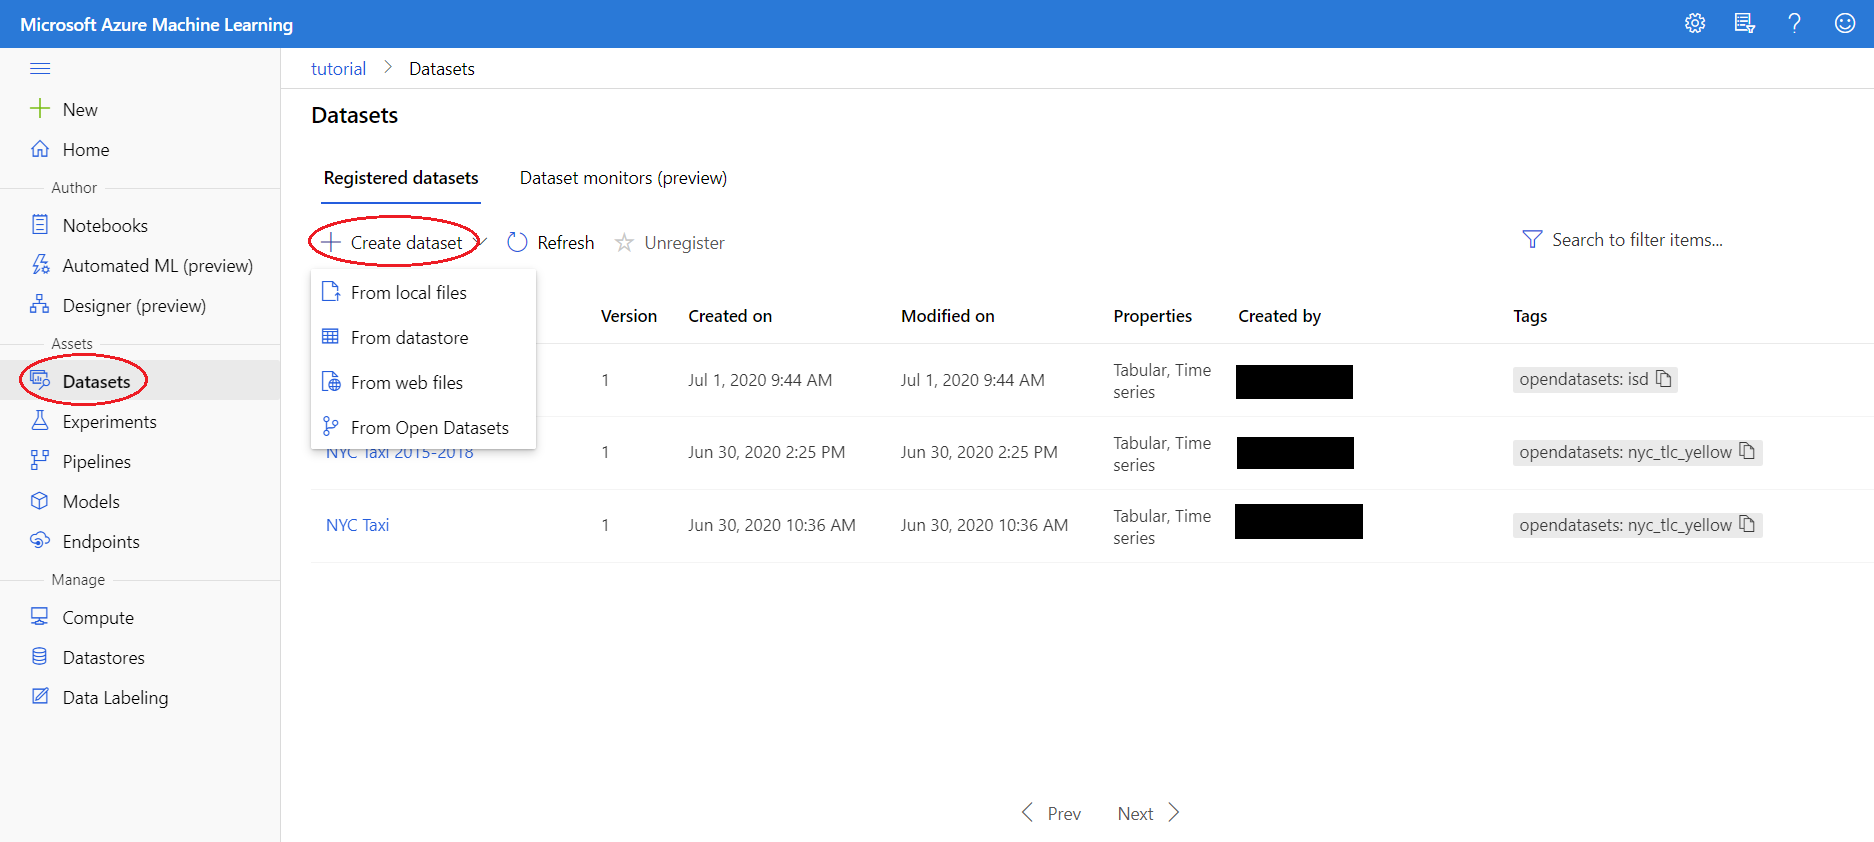 Microsoft Azure Machine Learning
tutorial > Datasets
New
Home
Author
Notebooks
Automated ML (preview)
Designer (preview)
Assets
Datasets
Experiments
Pipelines
Models
Endpoints
Manage
Compute
Datastores
Data Labeling
Datasets
Registered datasets Dataset monitors (preview)
Create dataset Refresh Unregister Search to filter items...
From local files
From datastore
From web files
From Open Datasets
Version Created on Modified on Properties Created by Tags
1 Jul 1, 2020 9:44 AM Jul 1, 2020 9:44 AM Tabular, Time series opendatasets: isd
NYC Taxi 2015-2018 1 Jun 30, 2020 2:25 PM Jun 30, 2020 2:25 PM Tabular, Time series opendatasets: nyc_tlc_yellow
NYC Taxi 1 Jun 30, 2020 10:36 AM Jun 30, 2020 10:36 AM Tabular, Time series opendatasets: nyc_tlc_yellow
Prev Next